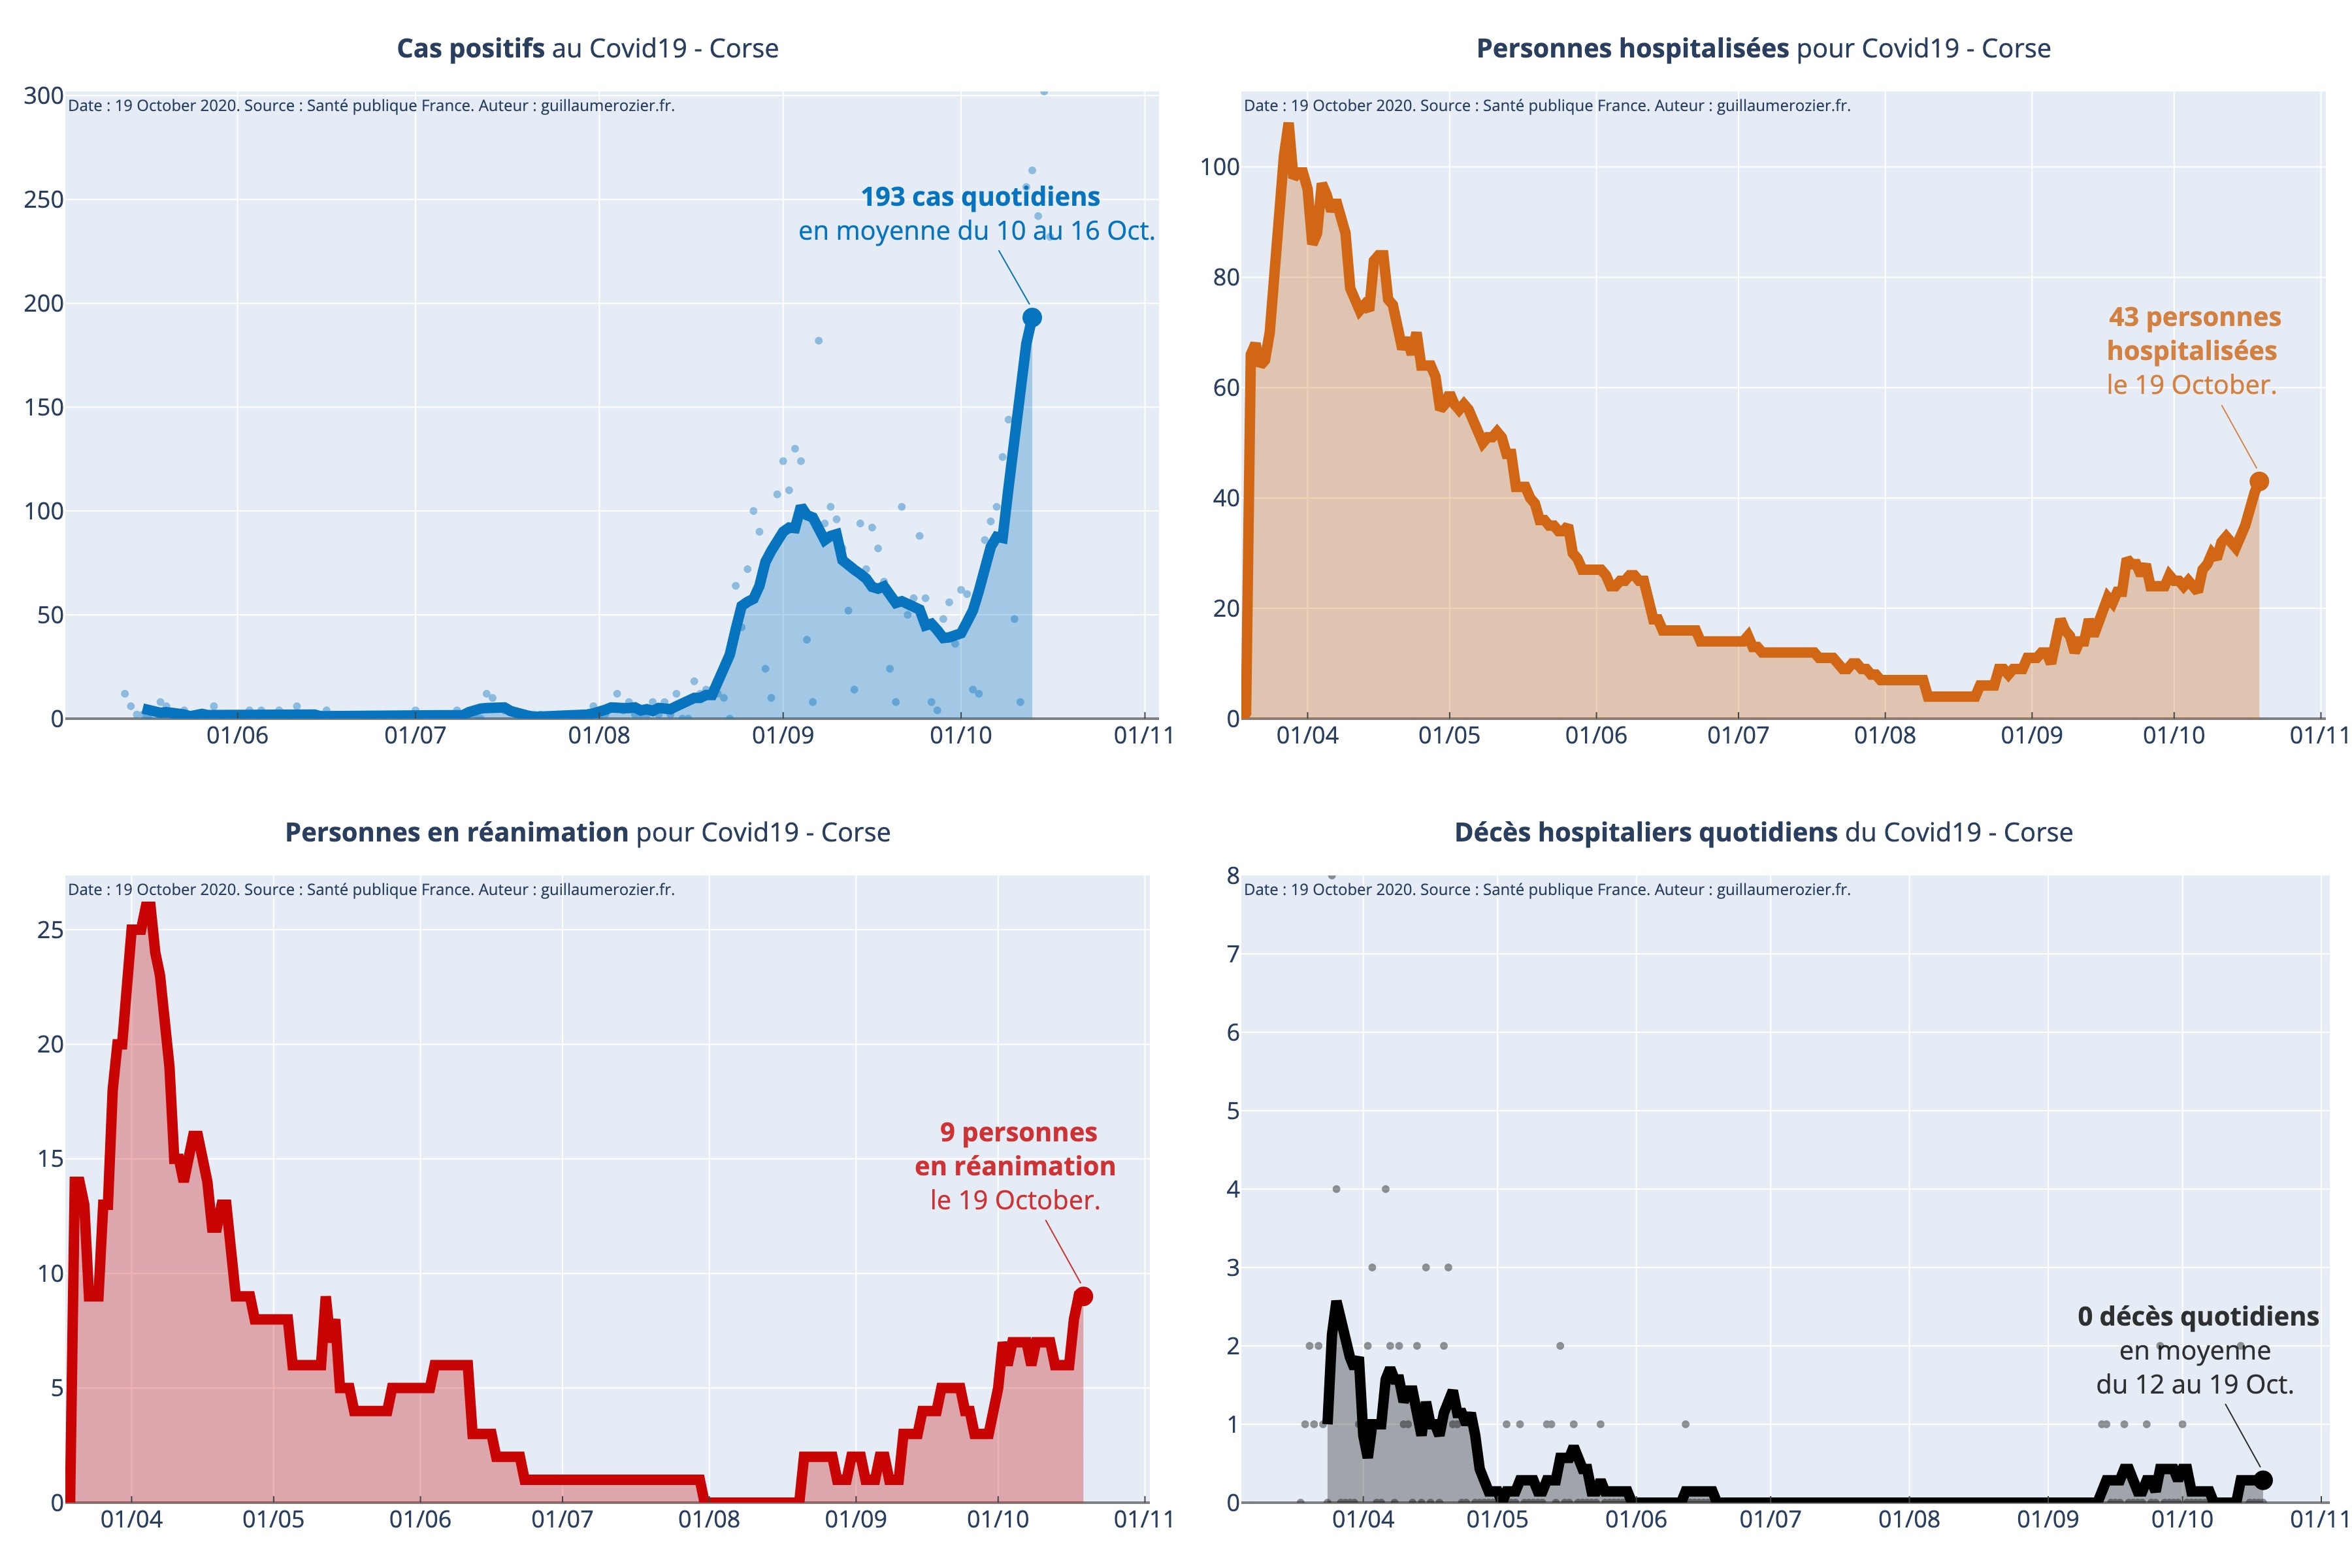 Cas positifs au Covid19 - Corse
Date : 19 October 2020. Source : Santé publique France. Auteur : guillaumerozier.fr.
300
250
200
150
100
50
0
193 cas quotidiens
en moyenne du 10 au 16 Oct.
01/06 01/07 01/08 01/09 01/10 01/11
Personnes hospitalisées pour Covid19 - Corse
Date : 19 October 2020. Source : Santé publique France. Auteur : guillaumerozier.fr.
100
80
60
40
20
0
43 personnes
hospitalisées
le 19 October.
01/04 01/05 01/06 01/07 01/08 01/09 01/10 01/11
Personnes en réanimation pour Covid19 - Corse
Date : 19 October 2020. Source : Santé publique France. Auteur : guillaumerozier.fr.
25
20
15
10
5
0
9 personnes
en réanimation
le 19 October.
01/04 01/05 01/06 01/07 01/08 01/09 01/10 01/11
Décès hospitaliers quotidiens du Covid19 - Corse
Date : 19 October 2020. Source : Santé publique France. Auteur : guillaumerozier.fr.
8
7
6
5
4
3
2
1
0
0 décès quotidiens
en moyenne
du 12 au 19 Oct.
01/04 01/05 01/06 01/07 01/08 01/09 01/10 01/11